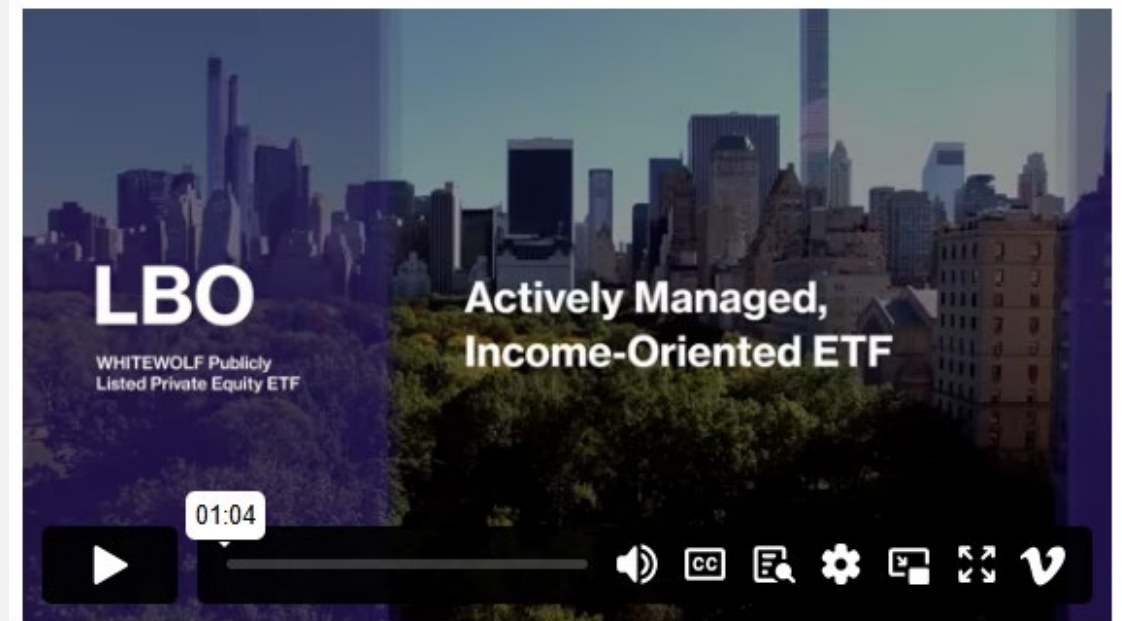 LBO
WHITEWOLF Publicly
Listed Private Equity ETF
Actively Managed,
Income-Oriented ETF
01:04
CC